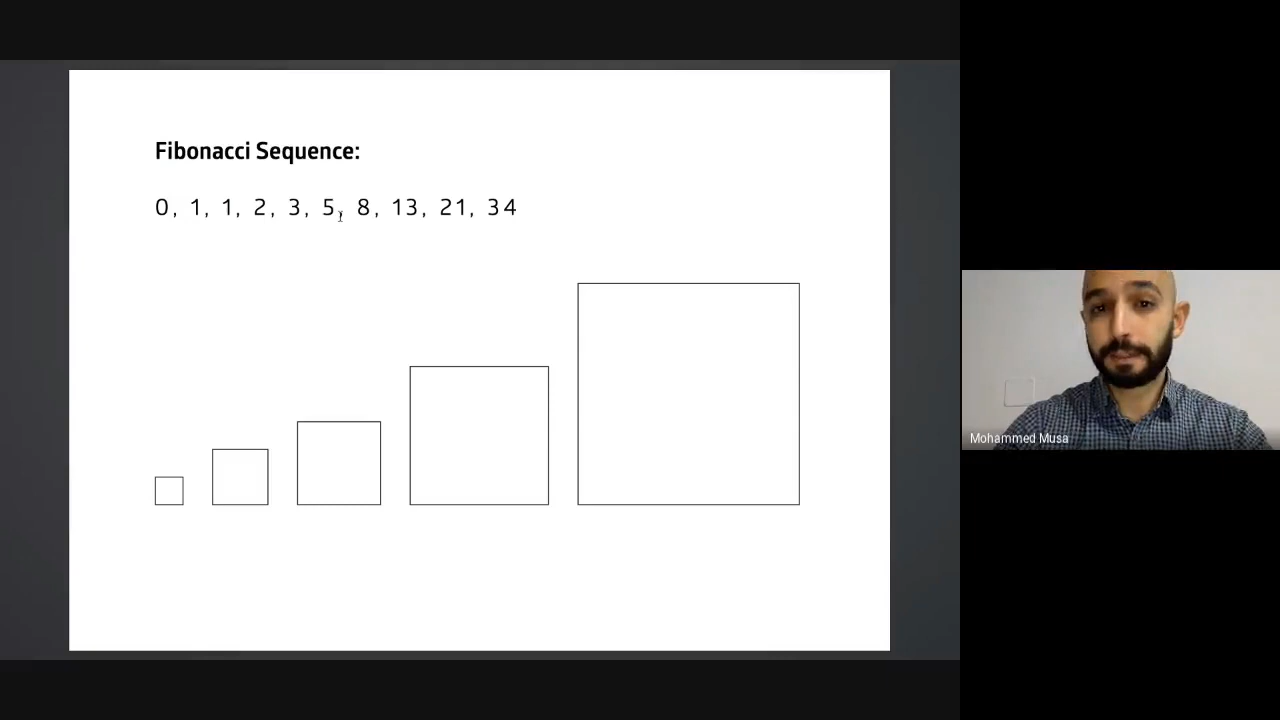 Fibonacci Sequence:
0, 1, 1, 2, 3, 5, 8, 13, 21, 34
Mohammed Musa